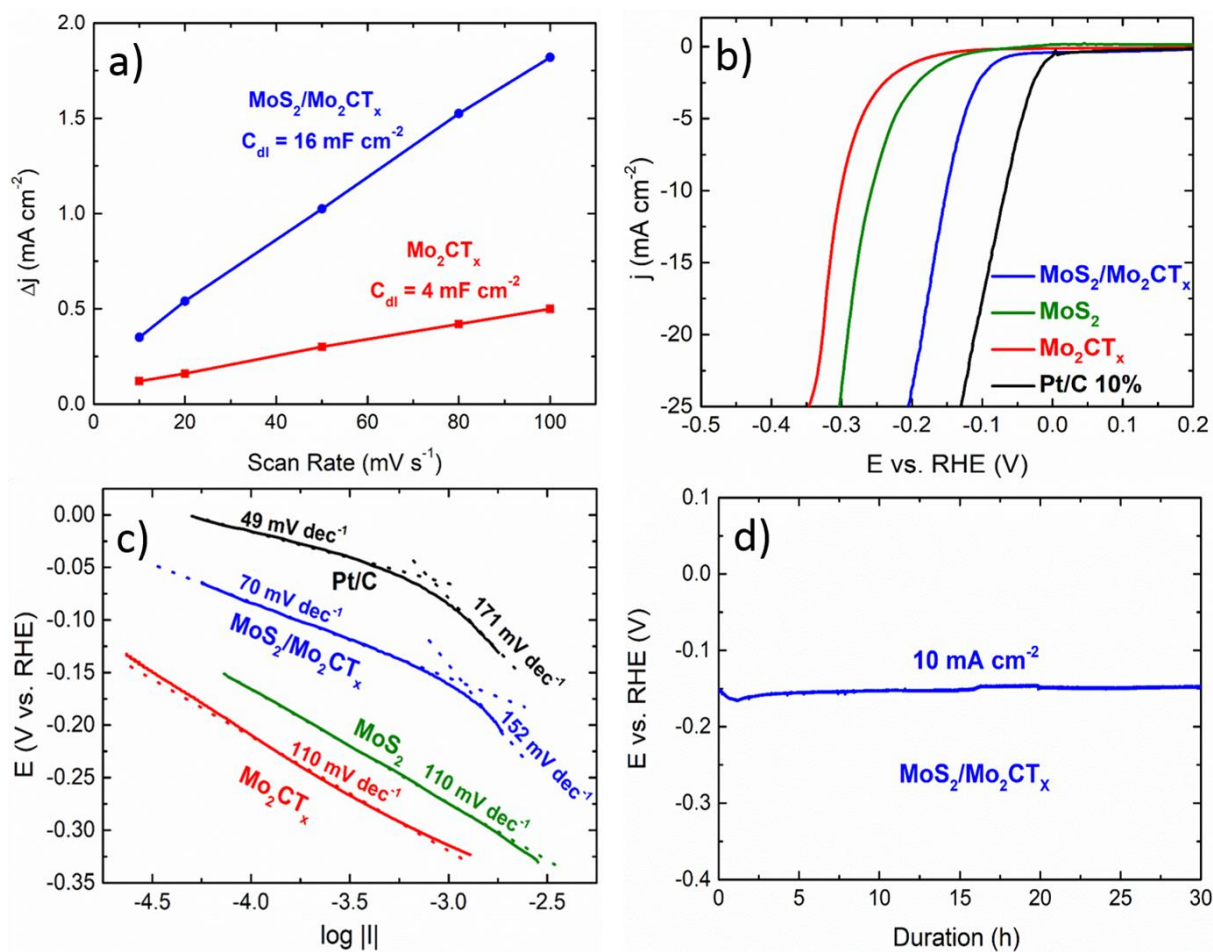 a)
MoS₂/Mo₂CTₓ
C_dl = 16 mF cm⁻²
Mo₂CTₓ
C_dl = 4 mF cm⁻²
Δj (mA cm⁻²)
2.0
1.5
1.0
0.5
0.0
0 20 40 60 80 100
Scan Rate (mV s⁻¹)
b)
j (mA cm⁻²)
0
-5
-10
-15
-20
-25
MoS₂/Mo₂CTₓ
MoS₂
Mo₂CTₓ
Pt/C 10%
-0.5 -0.4 -0.3 -0.2 -0.1 0.0 0.1 0.2
E vs. RHE (V)
c)
E (V vs. RHE)
0.00
-0.05
-0.10
-0.15
-0.20
-0.25
-0.30
-0.35
49 mV dec⁻¹
Pt/C
171 mV dec⁻¹
70 mV dec⁻¹
MoS₂/Mo₂CTₓ
152 mV dec⁻¹
MoS₂
110 mV dec⁻¹
110 mV dec⁻¹
Mo₂CTₓ
-4.5 -4.0 -3.5 -3.0 -2.5
log |I|
d)
E vs. RHE (V)
0.1
0.0
-0.1
-0.2
-0.3
-0.4
10 mA cm⁻²
MoS₂/Mo₂CTₓ
0 5 10 15 20 25 30
Duration (h)